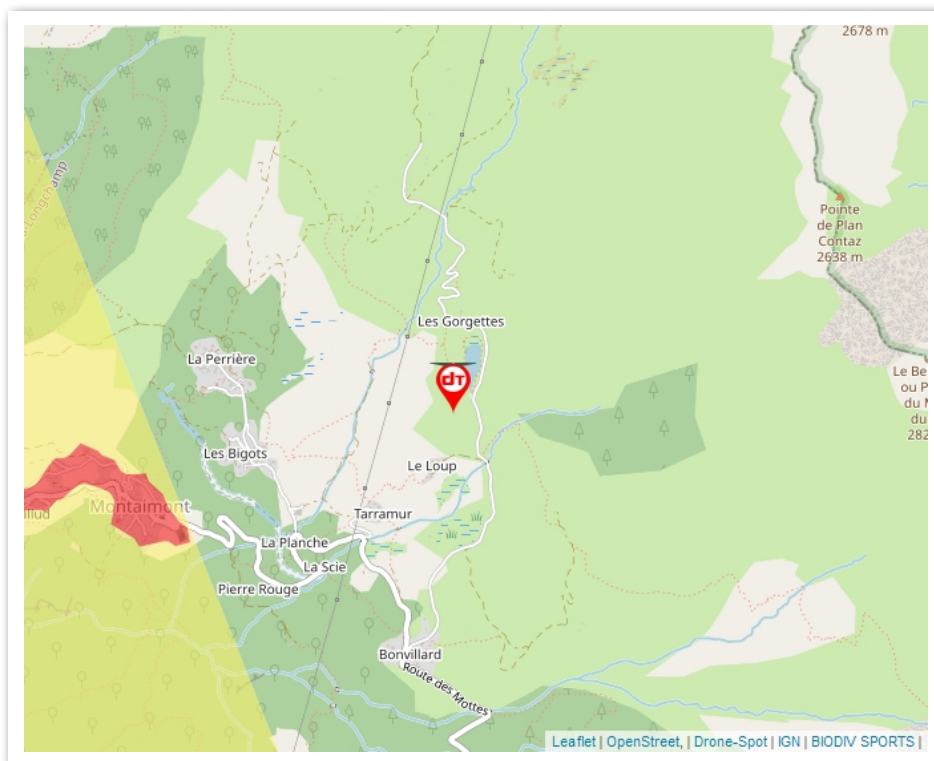 2678 m
Longchamp
Pointe
de Plan
Contaz
2638 m
Les Gorgettes
La Perrière
dT
Le Be
ou P
du M
du
282
Les Bigots
Le Loup
Montaimont
Tarramur
La Planche
La Scie
Pierre Rouge
Bonvillard
Route des Mottes
Leaflet | OpenStreet, | Drone-Spot | IGN | BIODIV SPORTS |